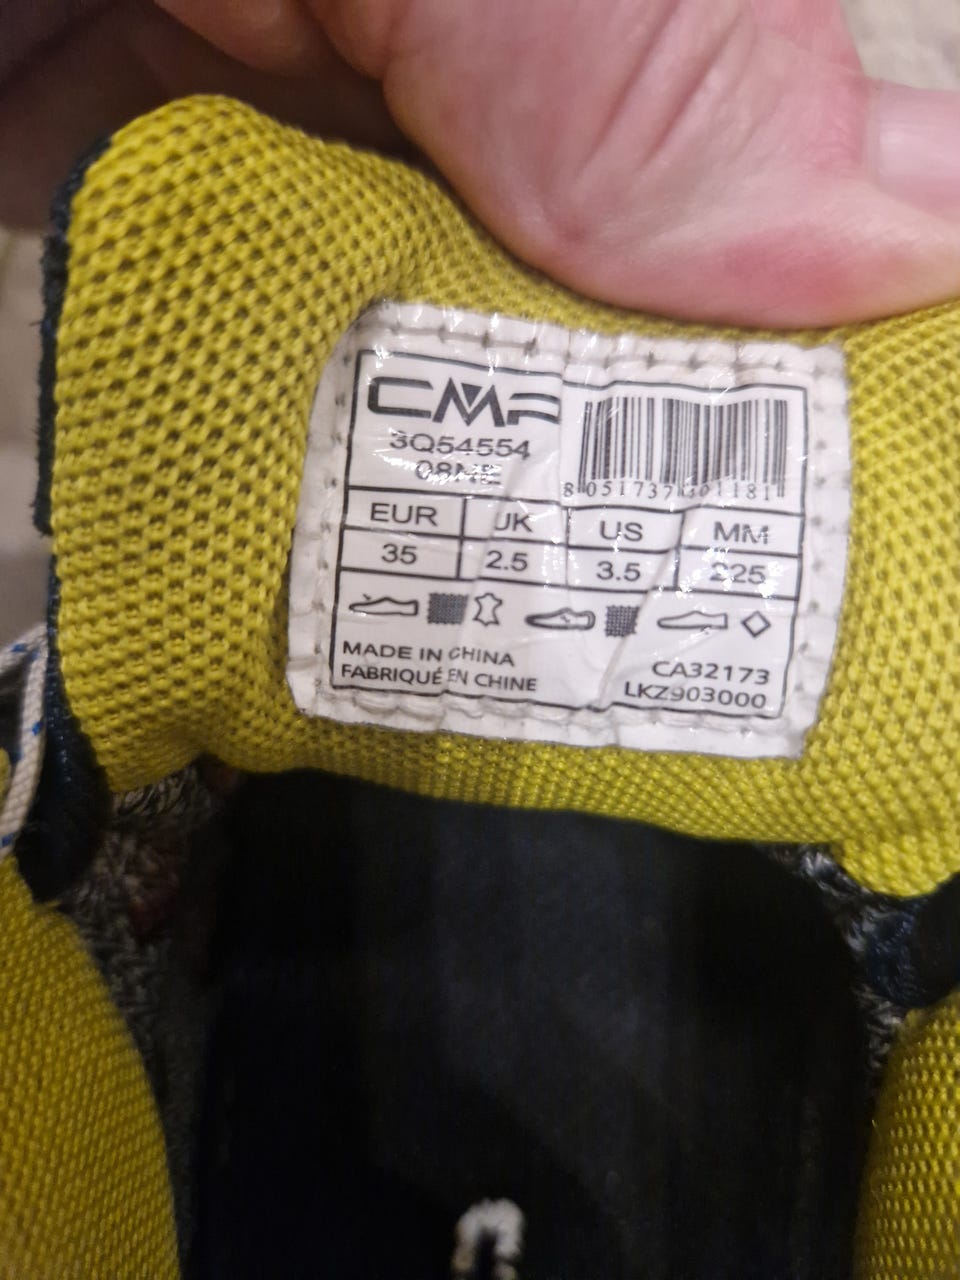 CMP
3Q54554
08ME
EUR UK US MM
35 2.5 3.5 225
MADE IN CHINA
FABRIQUÉ EN CHINE
CA32173
LKZ903000